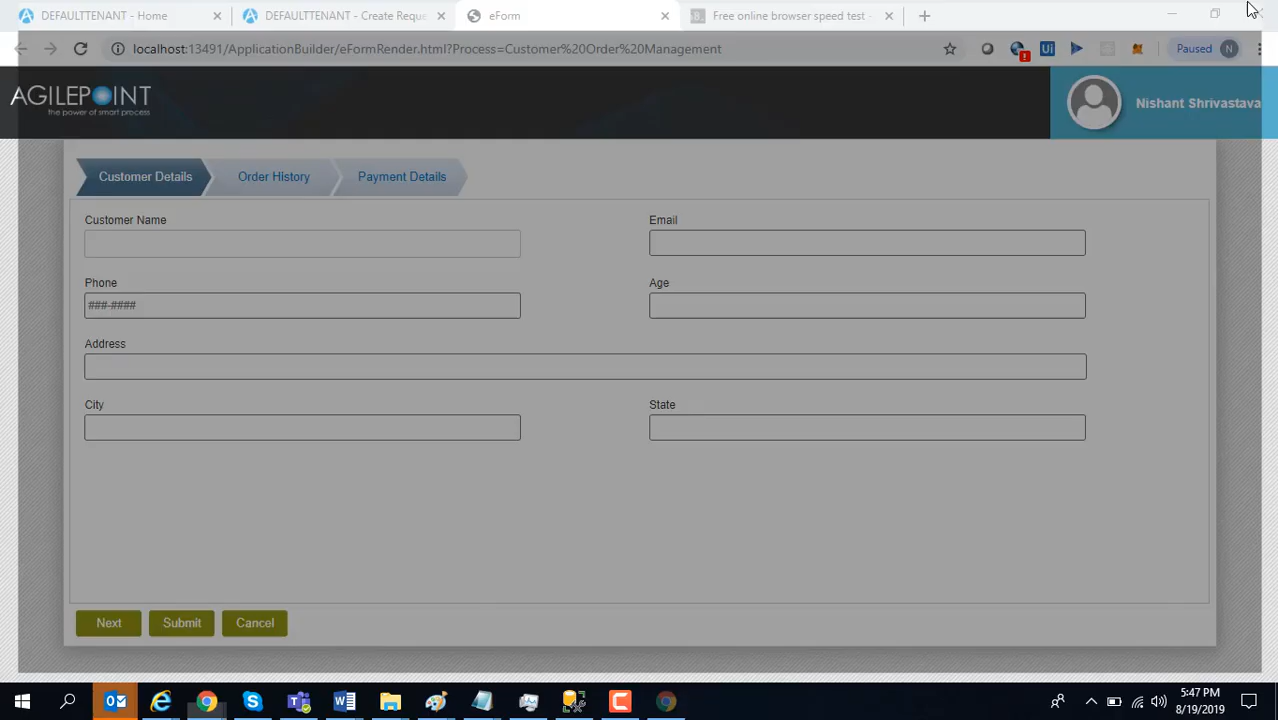 DEFAULTTENANT - Home
DEFAULTTENANT - Create Reque
eForm
Free online browser speed test -
localhost:13491/ApplicationBuilder/eFormRender.html?Process=Customer%20Order%20Management
Paused
N
AGILEPOINT
the power of smart process
Nishant Shrivastava
Customer Details
Order History
Payment Details
Customer Name
Email
Phone
Age
###-####
Address
City
State
Next
Submit
Cancel
5:47 PM
8/19/2019